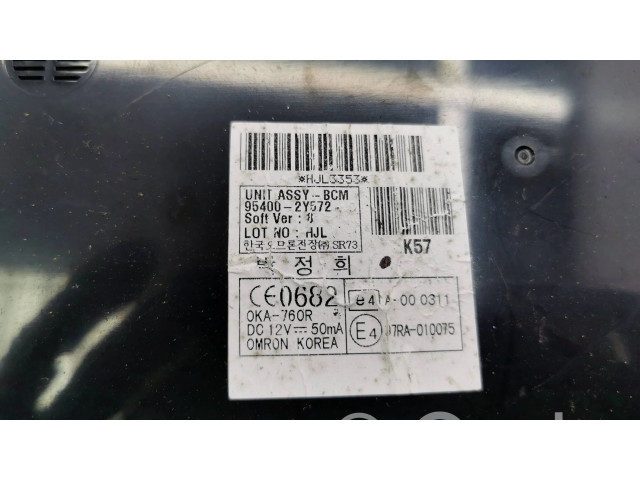 *HJL3353*
UNIT ASSY-BCM
95400-2Y572
Soft Ver : 8
LOT NO : HJL
한국오므론전장㈜ SR73
K57
박 정 희
CE0682
OKA-760R
DC 12V⎓50mA
OMRON KOREA
e4 A-00 0311
E4 17RA-010075